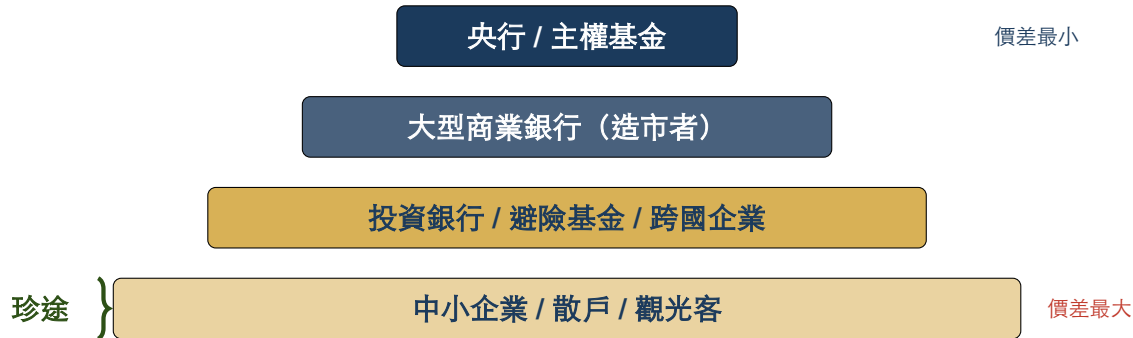 央行 / 主權基金
價差最小
大型商業銀行（造市者）
投資銀行 / 避險基金 / 跨國企業
珍途
中小企業 / 散戶 / 觀光客
價差最大